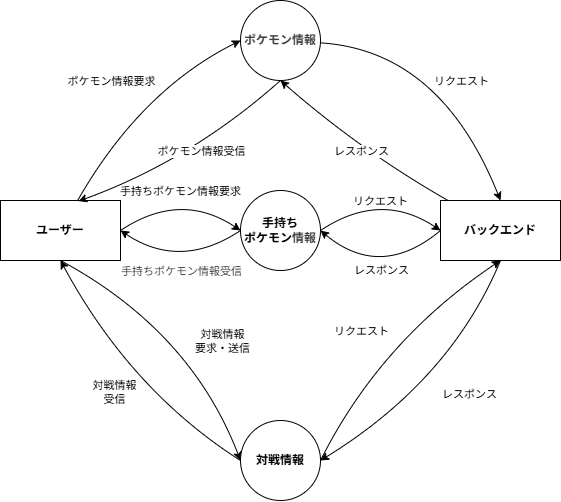 ポケモン情報
ポケモン情報要求
リクエスト
ポケモン情報受信
レスポンス
手持ちポケモン情報要求
リクエスト
ユーザー
手持ち
ポケモン情報
バックエンド
手持ちポケモン情報受信
レスポンス
対戦情報
要求・送信
リクエスト
対戦情報
受信
レスポンス
対戦情報